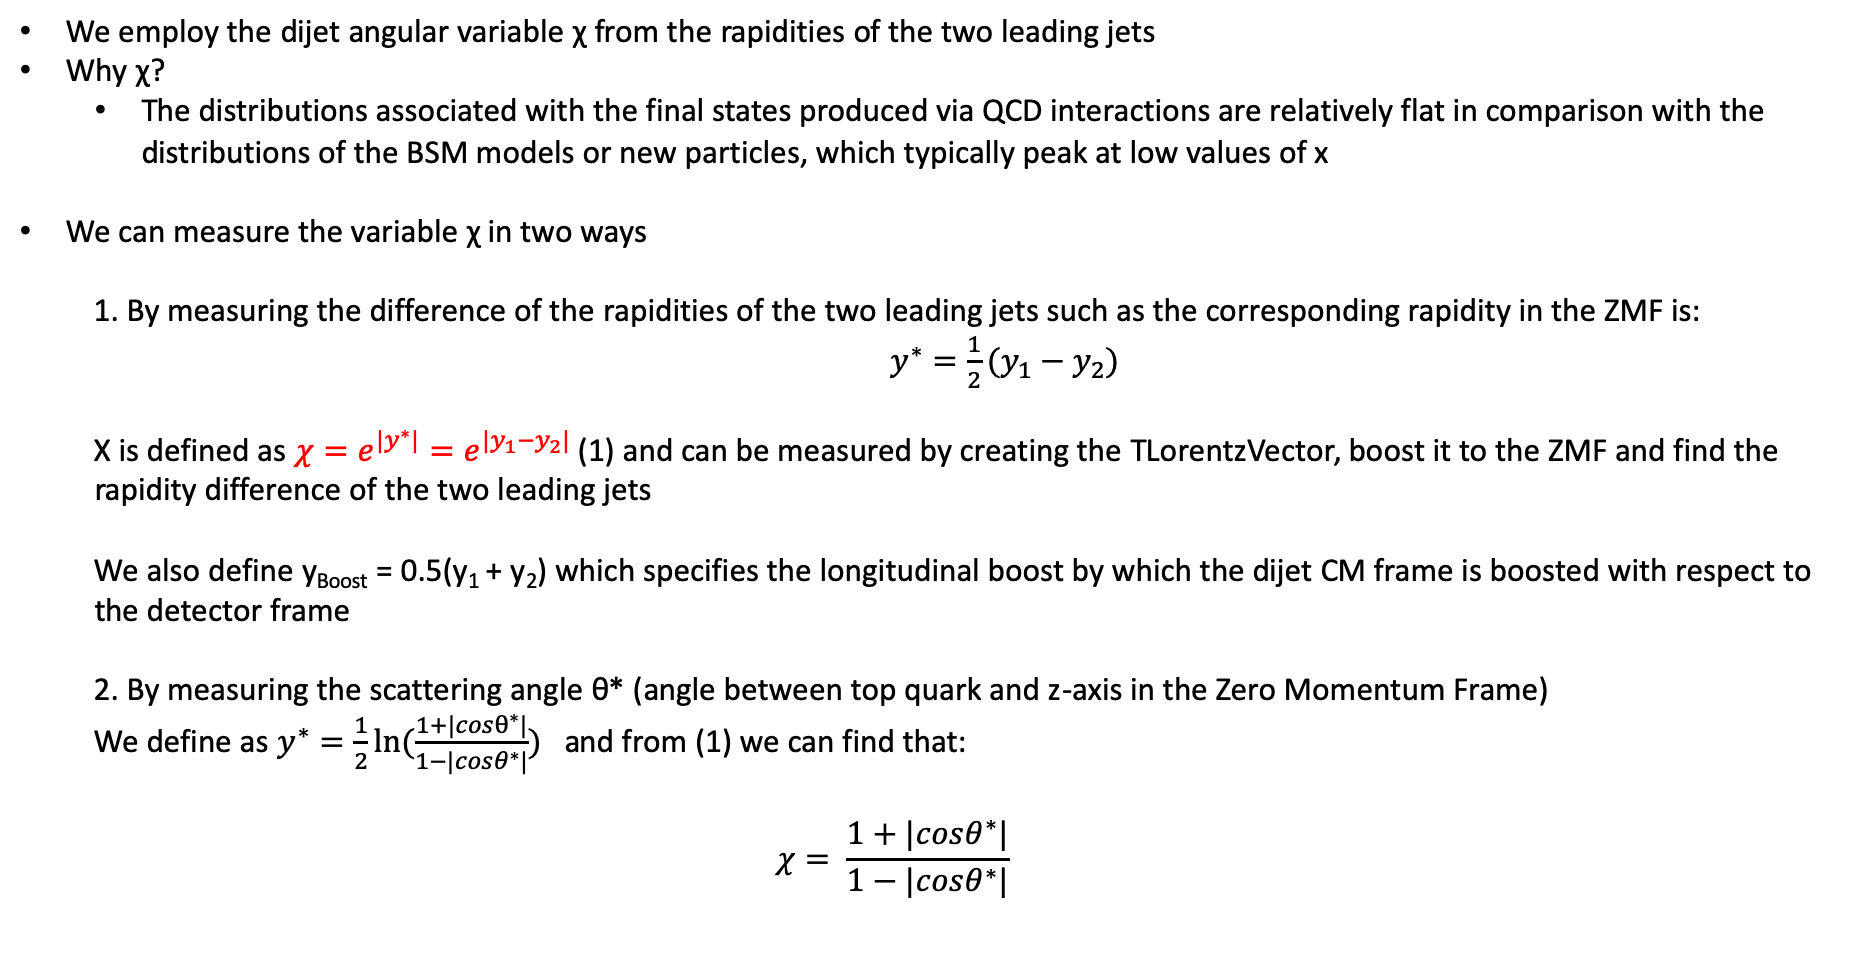 • We employ the dijet angular variable χ from the rapidities of the two leading jets
• Why χ?
• The distributions associated with the final states produced via QCD interactions are relatively flat in comparison with the
distributions of the BSM models or new particles, which typically peak at low values of x
• We can measure the variable χ in two ways
1. By measuring the difference of the rapidities of the two leading jets such as the corresponding rapidity in the ZMF is:
y* = 1/2 (y₁ − y₂)
X is defined as χ = e^|y*| = e^|y₁−y₂| (1) and can be measured by creating the TLorentzVector, boost it to the ZMF and find the
rapidity difference of the two leading jets
We also define y_Boost = 0.5(y₁ + y₂) which specifies the longitudinal boost by which the dijet CM frame is boosted with respect to
the detector frame
2. By measuring the scattering angle θ* (angle between top quark and z-axis in the Zero Momentum Frame)
We define as y* = 1/2 ln(1+|cosθ*|/1−|cosθ*|) and from (1) we can find that:
χ = 1 + |cosθ*| / 1 − |cosθ*|